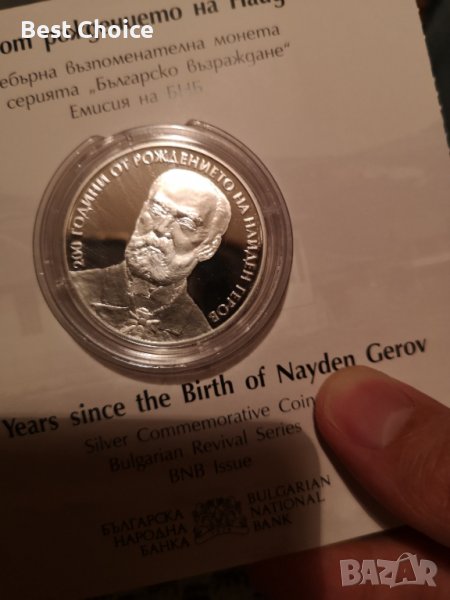 Best Choice
от рождението на Найд
ебърна възпоменателна монета
серията „Българско възраждане“
Емисия на БНБ
200 ГОДИНИ ОТ РОЖДЕНИЕТО НА НАЙДЕН ГЕРОВ
Years since the Birth of Nayden Gerov
Silver Commemorative Coin
Bulgarian Revival Series
BNB Issue
БЪЛГАРСКА
НАРОДНА
БАНКА
BULGARIAN
NATIONAL
BANK
BAZAR